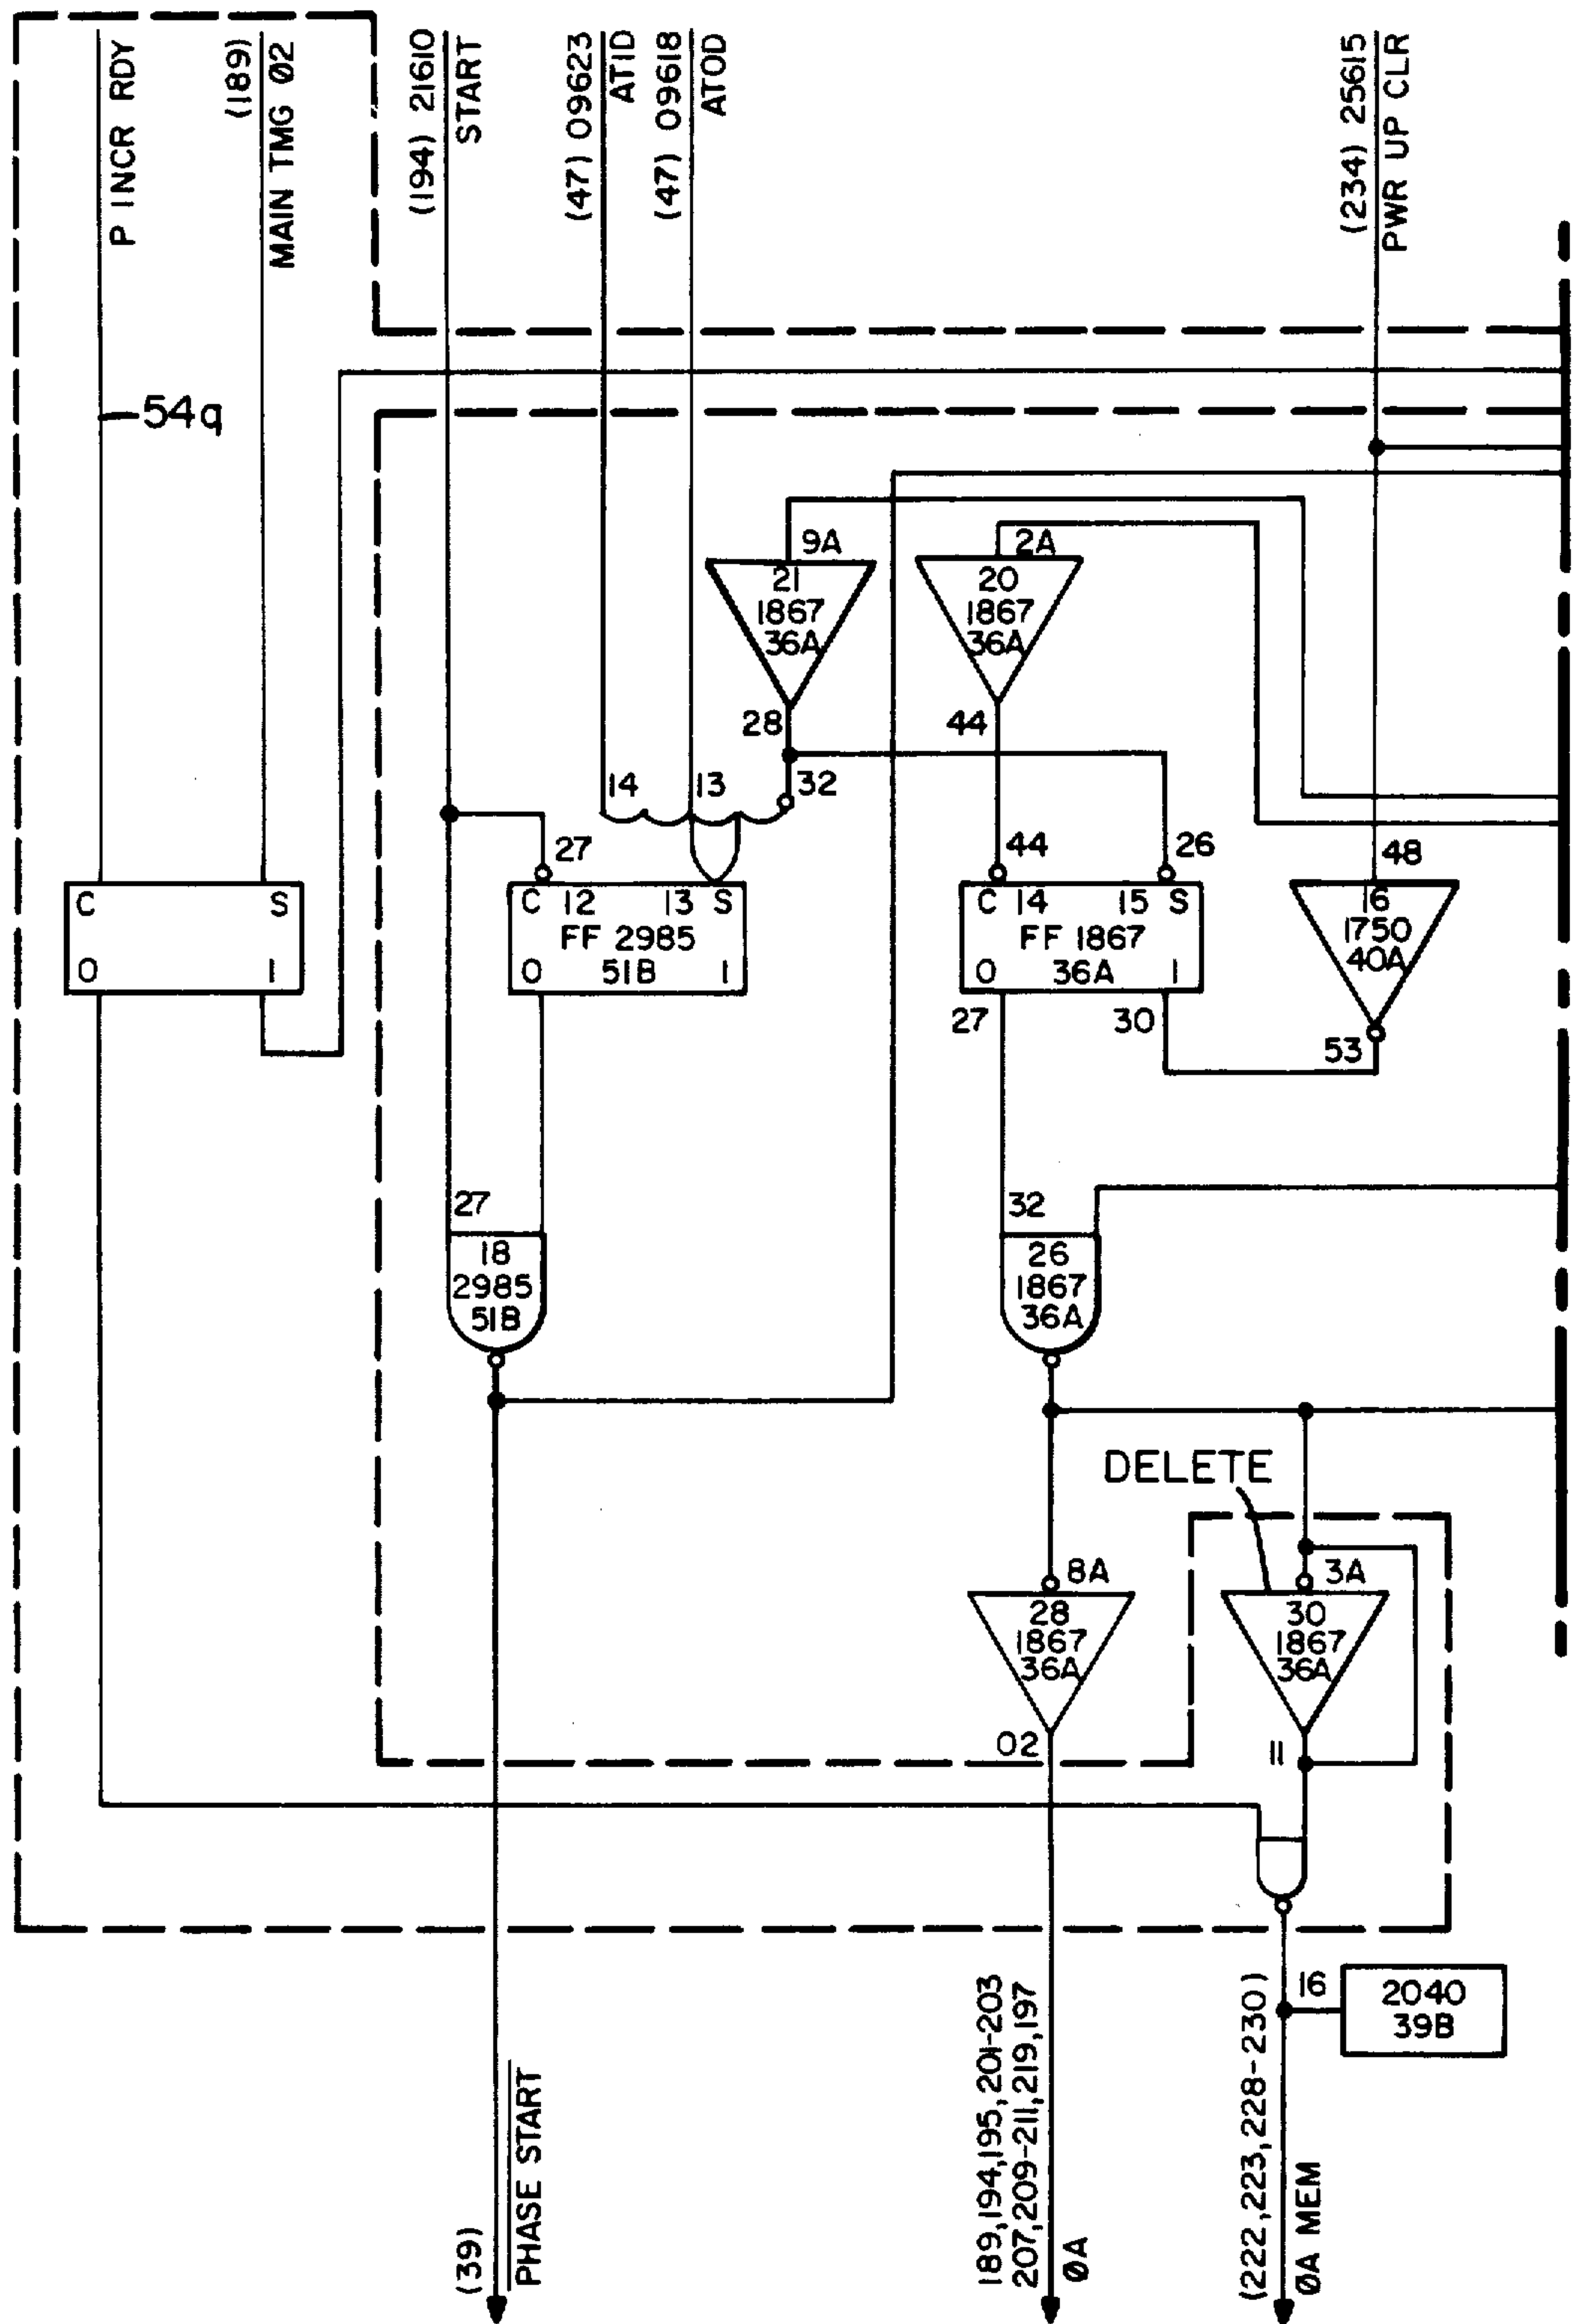 P INCR RDY
(189)
MAIN TMG Ø2
(194) 21610
START
(47) 09623
ATID
(47) 09618
ATOD
(234) 25615
PWR UP CLR
54q
9A
21
1867
36A
28
2A
20
1867
36A
44
14
13
32
27
44
26
48
C S
O 1
C 12 13 S
FF 2985
O 51B 1
C 14 15 S
FF 1867
O 36A 1
16
1750
40A
27
30
53
27
18
2985
51B
32
26
1867
36A
DELETE
8A
28
1867
36A
02
3A
30
1867
36A
11
16
2040
39B
(39)
PHASE START
189,194,195,201-203
207,209-211,219,197
ØA
(222,223,228-230)
ØA MEM